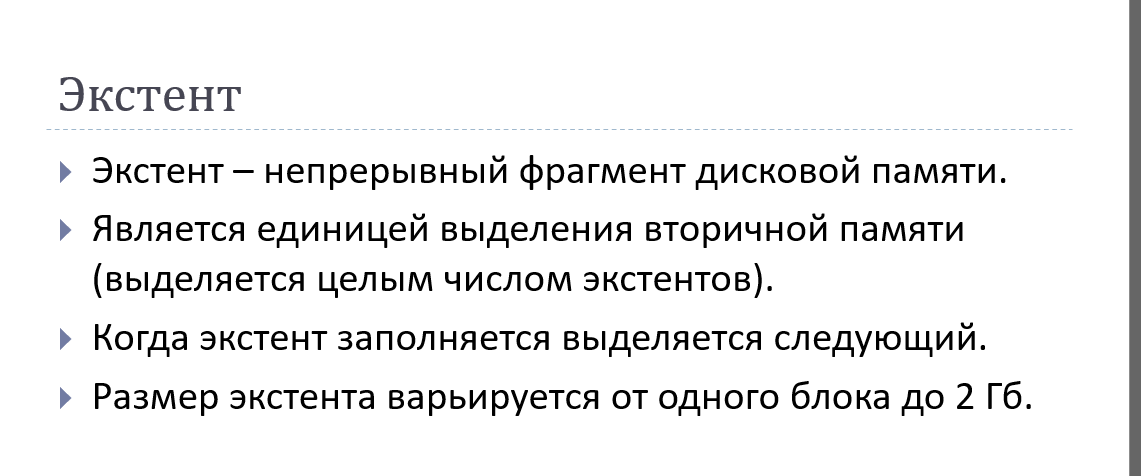 Экстент
Экстент – непрерывный фрагмент дисковой памяти.
Является единицей выделения вторичной памяти
(выделяется целым числом экстентов).
Когда экстент заполняется выделяется следующий.
Размер экстента варьируется от одного блока до 2 Гб.